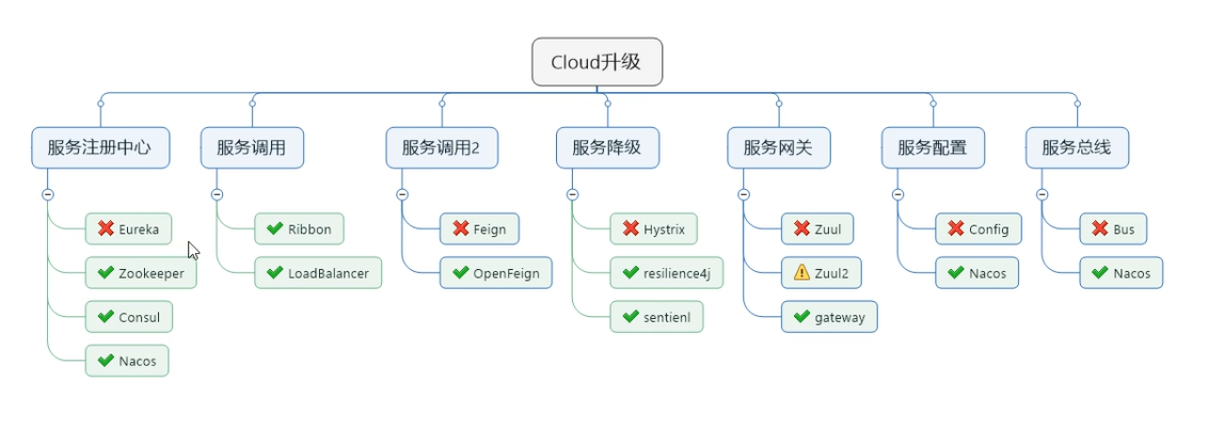 Cloud升级
服务注册中心
服务调用
服务调用2
服务降级
服务网关
服务配置
服务总线
Eureka
Ribbon
Feign
Hystrix
Zuul
Config
Bus
Zookeeper
LoadBalancer
OpenFeign
resilience4j
Zuul2
Nacos
Nacos
Consul
sentienl
gateway
Nacos